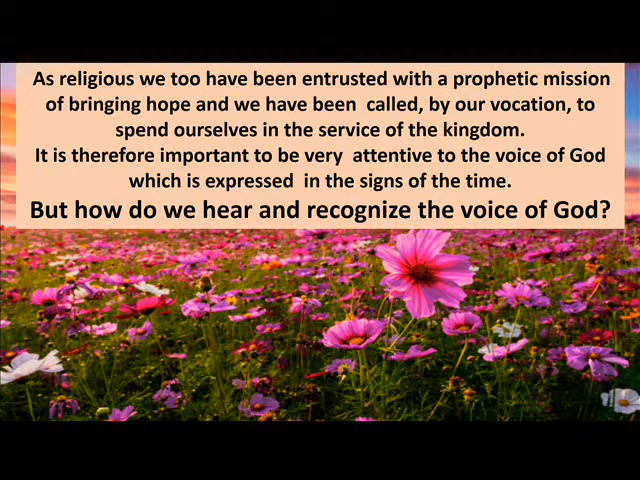 As religious we too have been entrusted with a prophetic mission
of bringing hope and we have been called, by our vocation, to
spend ourselves in the service of the kingdom.
It is therefore important to be very attentive to the voice of God
which is expressed in the signs of the time.
But how do we hear and recognize the voice of God?